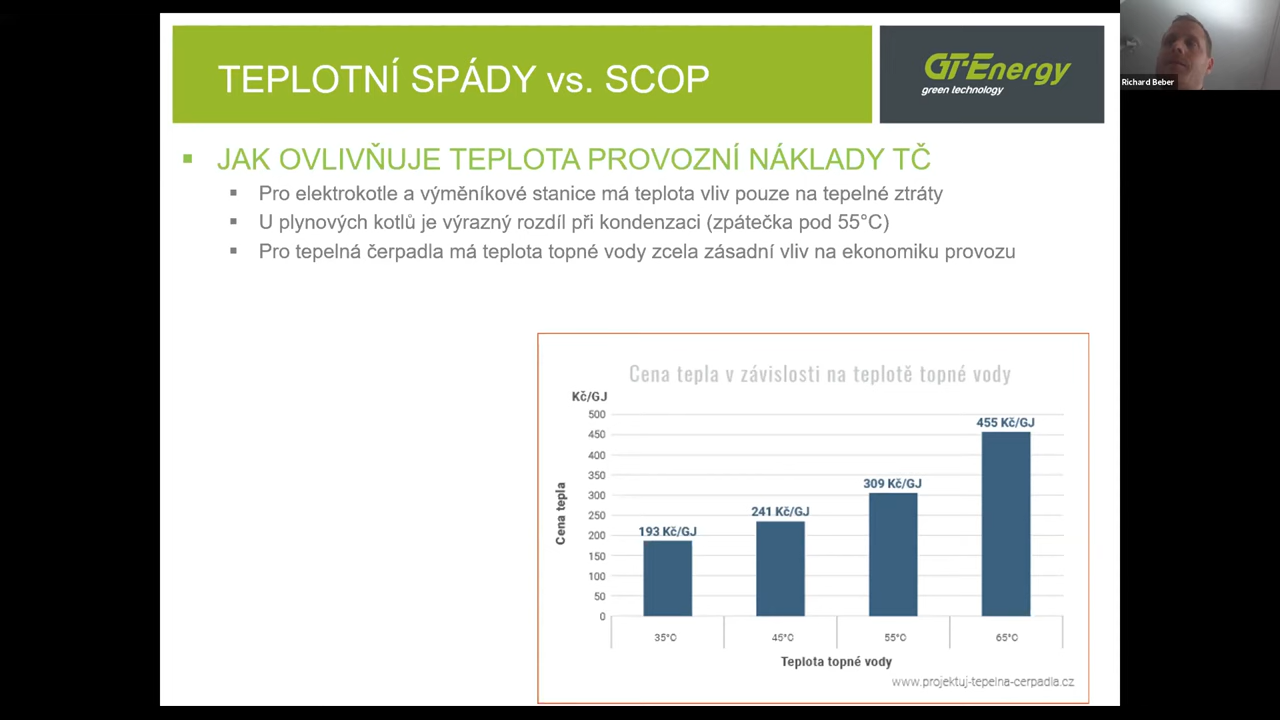 TEPLOTNÍ SPÁDY vs. SCOP
GT-Energy
green technology
Richard Beber
JAK OVLIVŇUJE TEPLOTA PROVOZNÍ NÁKLADY TČ
Pro elektrokotle a výměníkové stanice má teplota vliv pouze na tepelné ztráty
U plynových kotlů je výrazný rozdíl při kondenzaci (zpátečka pod 55°C)
Pro tepelná čerpadla má teplota topné vody zcela zásadní vliv na ekonomiku provozu
Cena tepla v závislosti na teplotě topné vody
Kč/GJ
500
450
400
350
300
250
200
150
100
50
0
Cena tepla
193 Kč/GJ
241 Kč/GJ
309 Kč/GJ
455 Kč/GJ
35°C
45°C
55°C
65°C
Teplota topné vody
www.projektuj-tepelna-cerpadla.cz